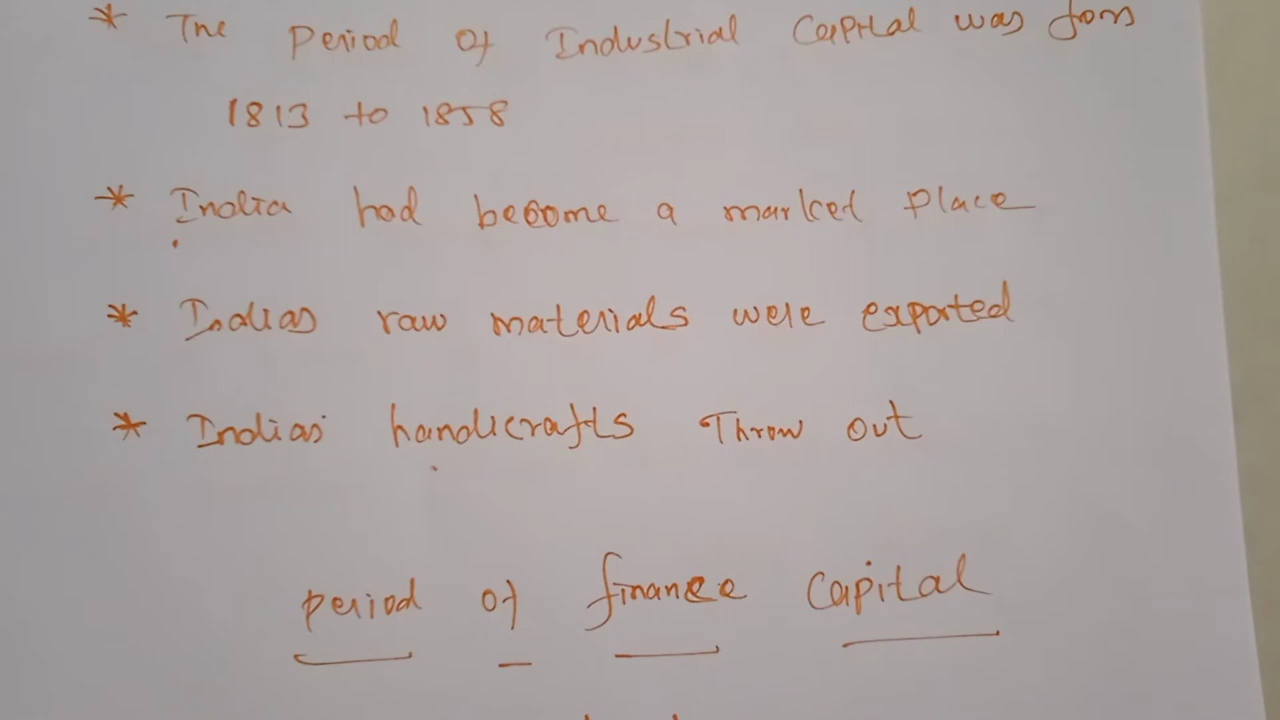 * The Period of Industrial Capital was from
1813 to 1858
* India had become a market place
* Indias raw materials were exported
* Indias handicrafts Throw out
period of finance capital